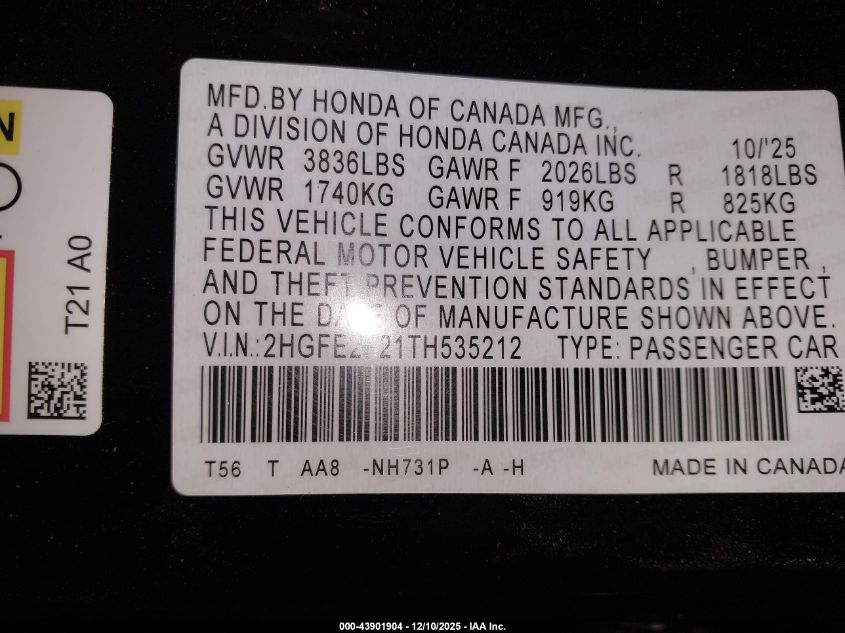 N
T21 A0
MFD.BY HONDA OF CANADA MFG.,
A DIVISION OF HONDA CANADA INC. 10/'25
GVWR 3836LBS GAWR F 2026LBS R 1818LBS
GVWR 1740KG GAWR F 919KG R 825KG
THIS VEHICLE CONFORMS TO ALL APPLICABLE
FEDERAL MOTOR VEHICLE SAFETY , BUMPER ,
AND THEFT PREVENTION STANDARDS IN EFFECT
ON THE DATE OF MANUFACTURE SHOWN ABOVE.
V.I.N.: TYPE: PASSENGER CAR
T56 T AA8 -NH731P -A -H
MADE IN CANADA
000-43901904 - 12/10/2025 - IAA Inc.